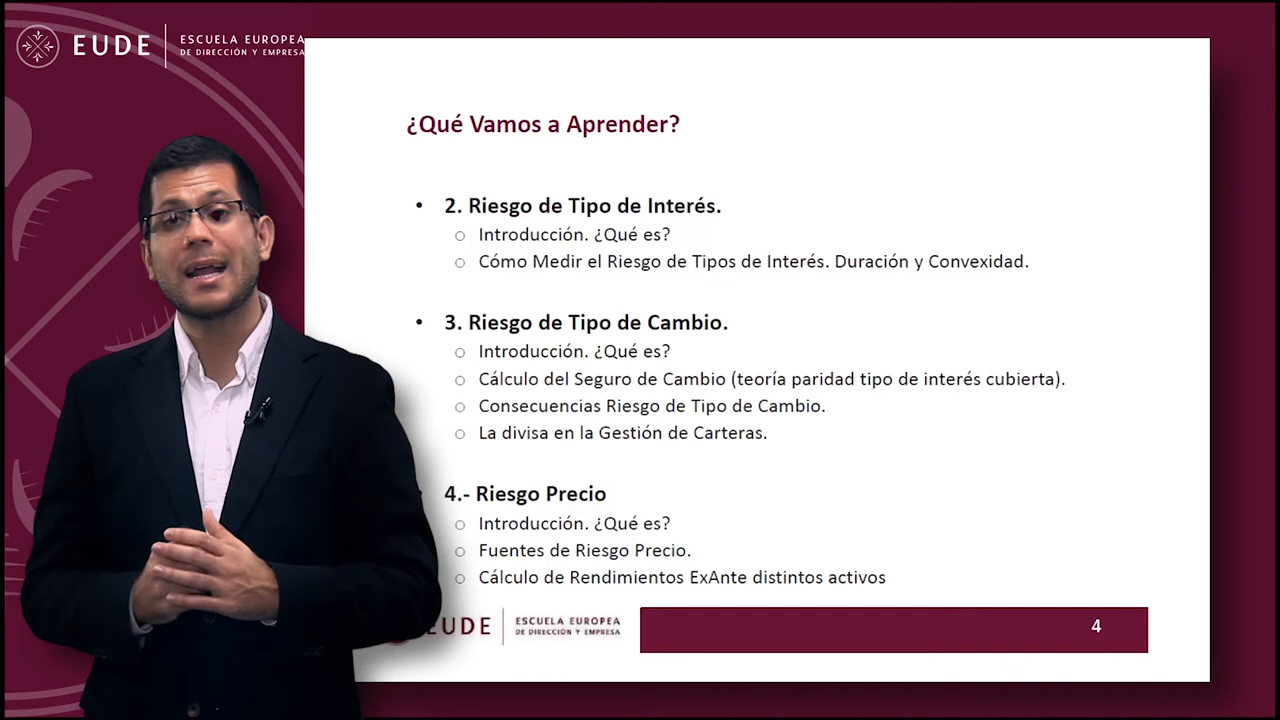 EUDE
ESCUELA EUROPEA
DE DIRECCIÓN Y EMPRESA
¿Qué Vamos a Aprender?
• 2. Riesgo de Tipo de Interés.
○ Introducción. ¿Qué es?
○ Cómo Medir el Riesgo de Tipos de Interés. Duración y Convexidad.
• 3. Riesgo de Tipo de Cambio.
○ Introducción. ¿Qué es?
○ Cálculo del Seguro de Cambio (teoría paridad tipo de interés cubierta).
○ Consecuencias Riesgo de Tipo de Cambio.
○ La divisa en la Gestión de Carteras.
4.- Riesgo Precio
○ Introducción. ¿Qué es?
○ Fuentes de Riesgo Precio.
○ Cálculo de Rendimientos ExAnte distintos activos
EUDE
ESCUELA EUROPEA
DE DIRECCIÓN Y EMPRESA
4